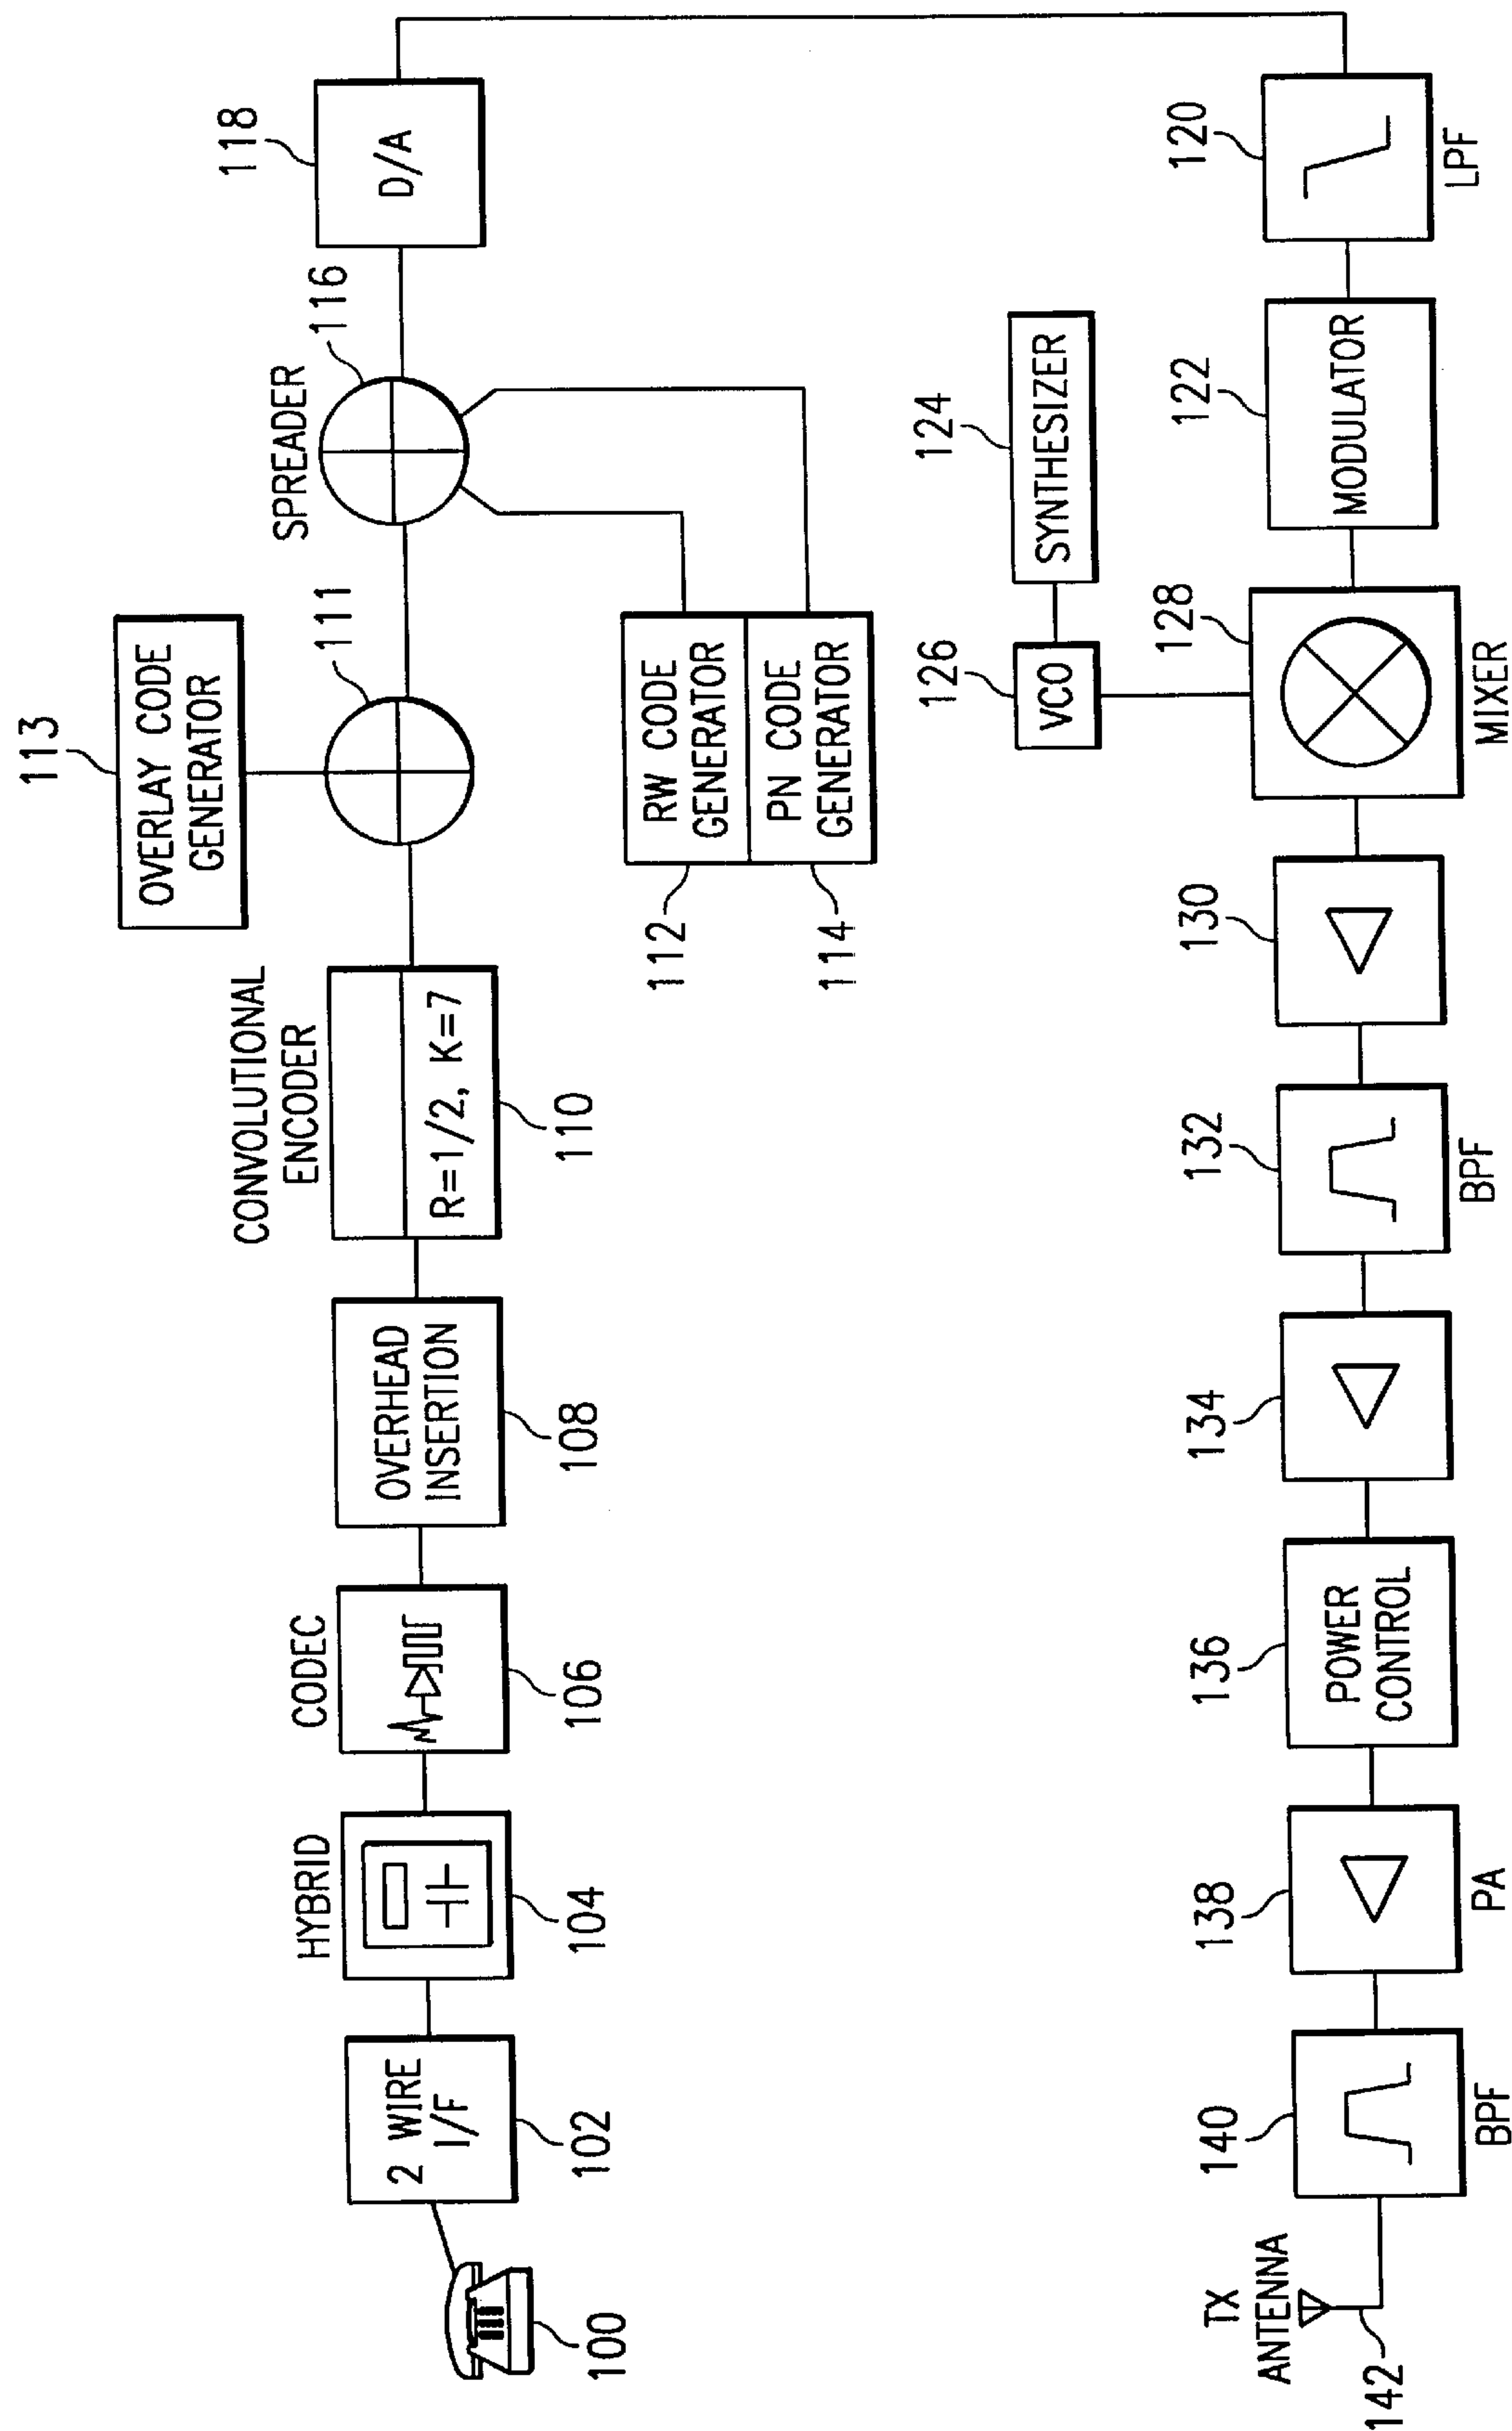 113
OVERLAY CODE
GENERATOR
111
SPREADER
116
118
D/A
CONVOLUTIONAL
ENCODER
R=1/2, K=7
110
OVERHEAD
INSERTION
108
CODEC
106
HYBRID
104
2 WIRE
I/F
102
100
RW CODE
GENERATOR
PN CODE
GENERATOR
112
114
124
SYNTHESIZER
126
VCO
TX
ANTENNA
142
140
BPF
138
PA
136
POWER
CONTROL
134
132
BPF
130
128
MIXER
122
MODULATOR
120
LPF